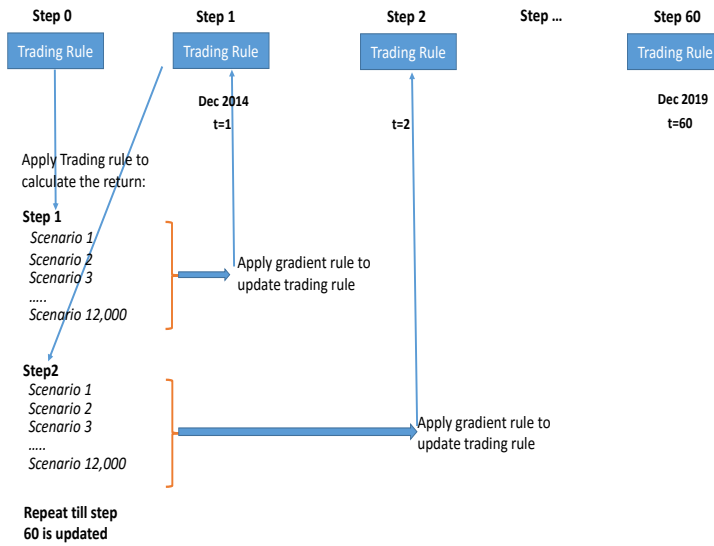 Step 0
Step 1
Step 2
Step ...
Step 60
Trading Rule
Trading Rule
Trading Rule
Trading Rule
Dec 2014
t=1
t=2
Dec 2019
t=60
Apply Trading rule to
calculate the return:
Step 1
Scenario 1
Scenario 2
Scenario 3
.....
Scenario 12,000
Apply gradient rule to
update trading rule
Step2
Scenario 1
Scenario 2
Scenario 3
.....
Scenario 12,000
Apply gradient rule to
update trading rule
Repeat till step
60 is updated